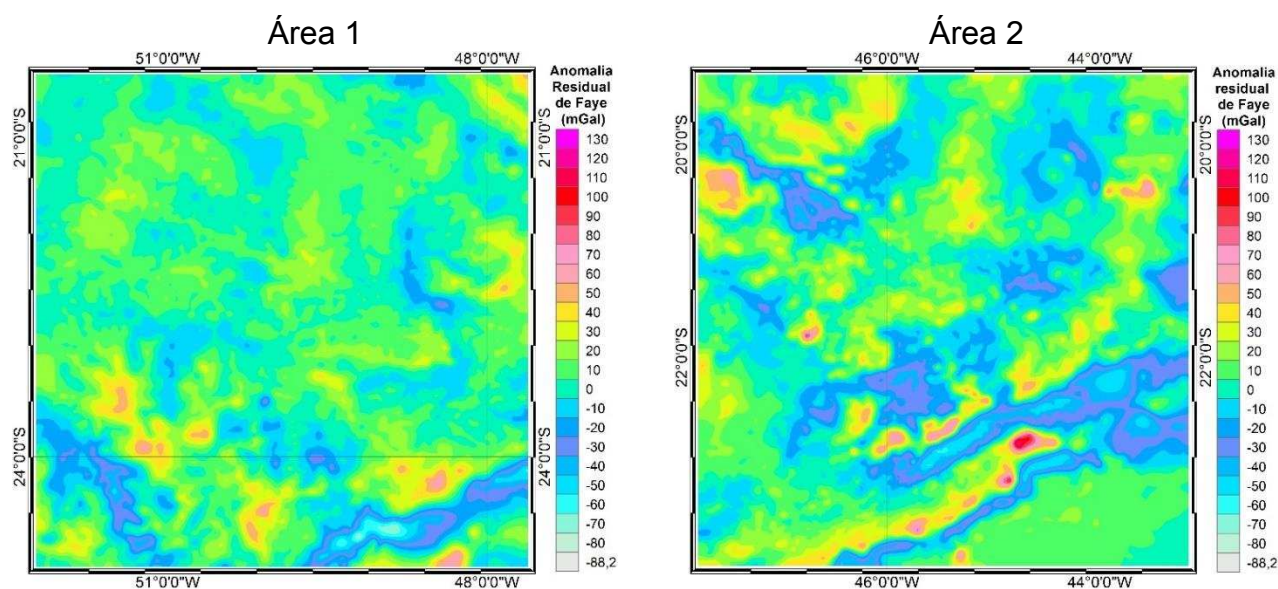 Área 1
51°0'0"W
48°0'0"W
21°0'0"S
24°0'0"S
21°0'0"S
24°0'0"S
51°0'0"W
48°0'0"W
Anomalia
Residual
de Faye
(mGal)
130
120
110
100
90
80
70
60
50
40
30
20
10
0
-10
-20
-30
-40
-50
-60
-70
-80
-88,2
Área 2
46°0'0"W
44°0'0"W
20°0'0"S
22°0'0"S
20°0'0"S
22°0'0"S
46°0'0"W
44°0'0"W
Anomalia
residual
de Faye
(mGal)
130
120
110
100
90
80
70
60
50
40
30
20
10
0
-10
-20
-30
-40
-50
-60
-70
-80
-88,2